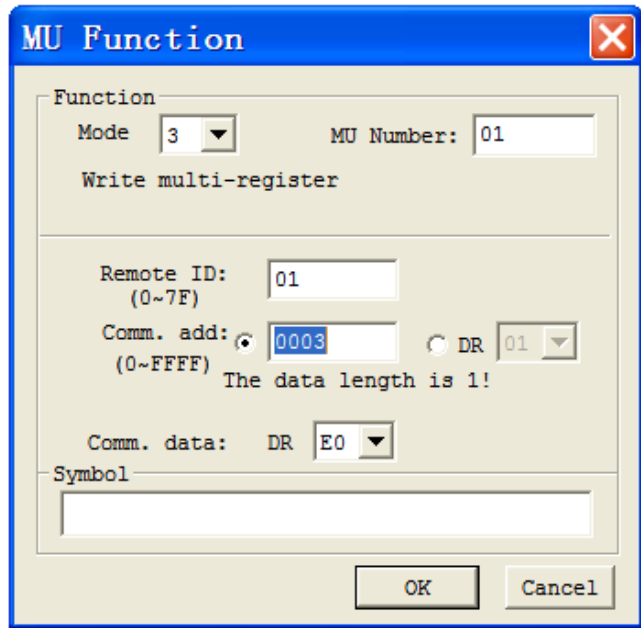 MU Function
Function
Mode 3 MU Number: 01
Write multi-register
Remote ID: 01
(0~7F)
Comm. add: 0003 DR 01
(0~FFFF)
The data length is 1!
Comm. data: DR E0
Symbol
OK Cancel